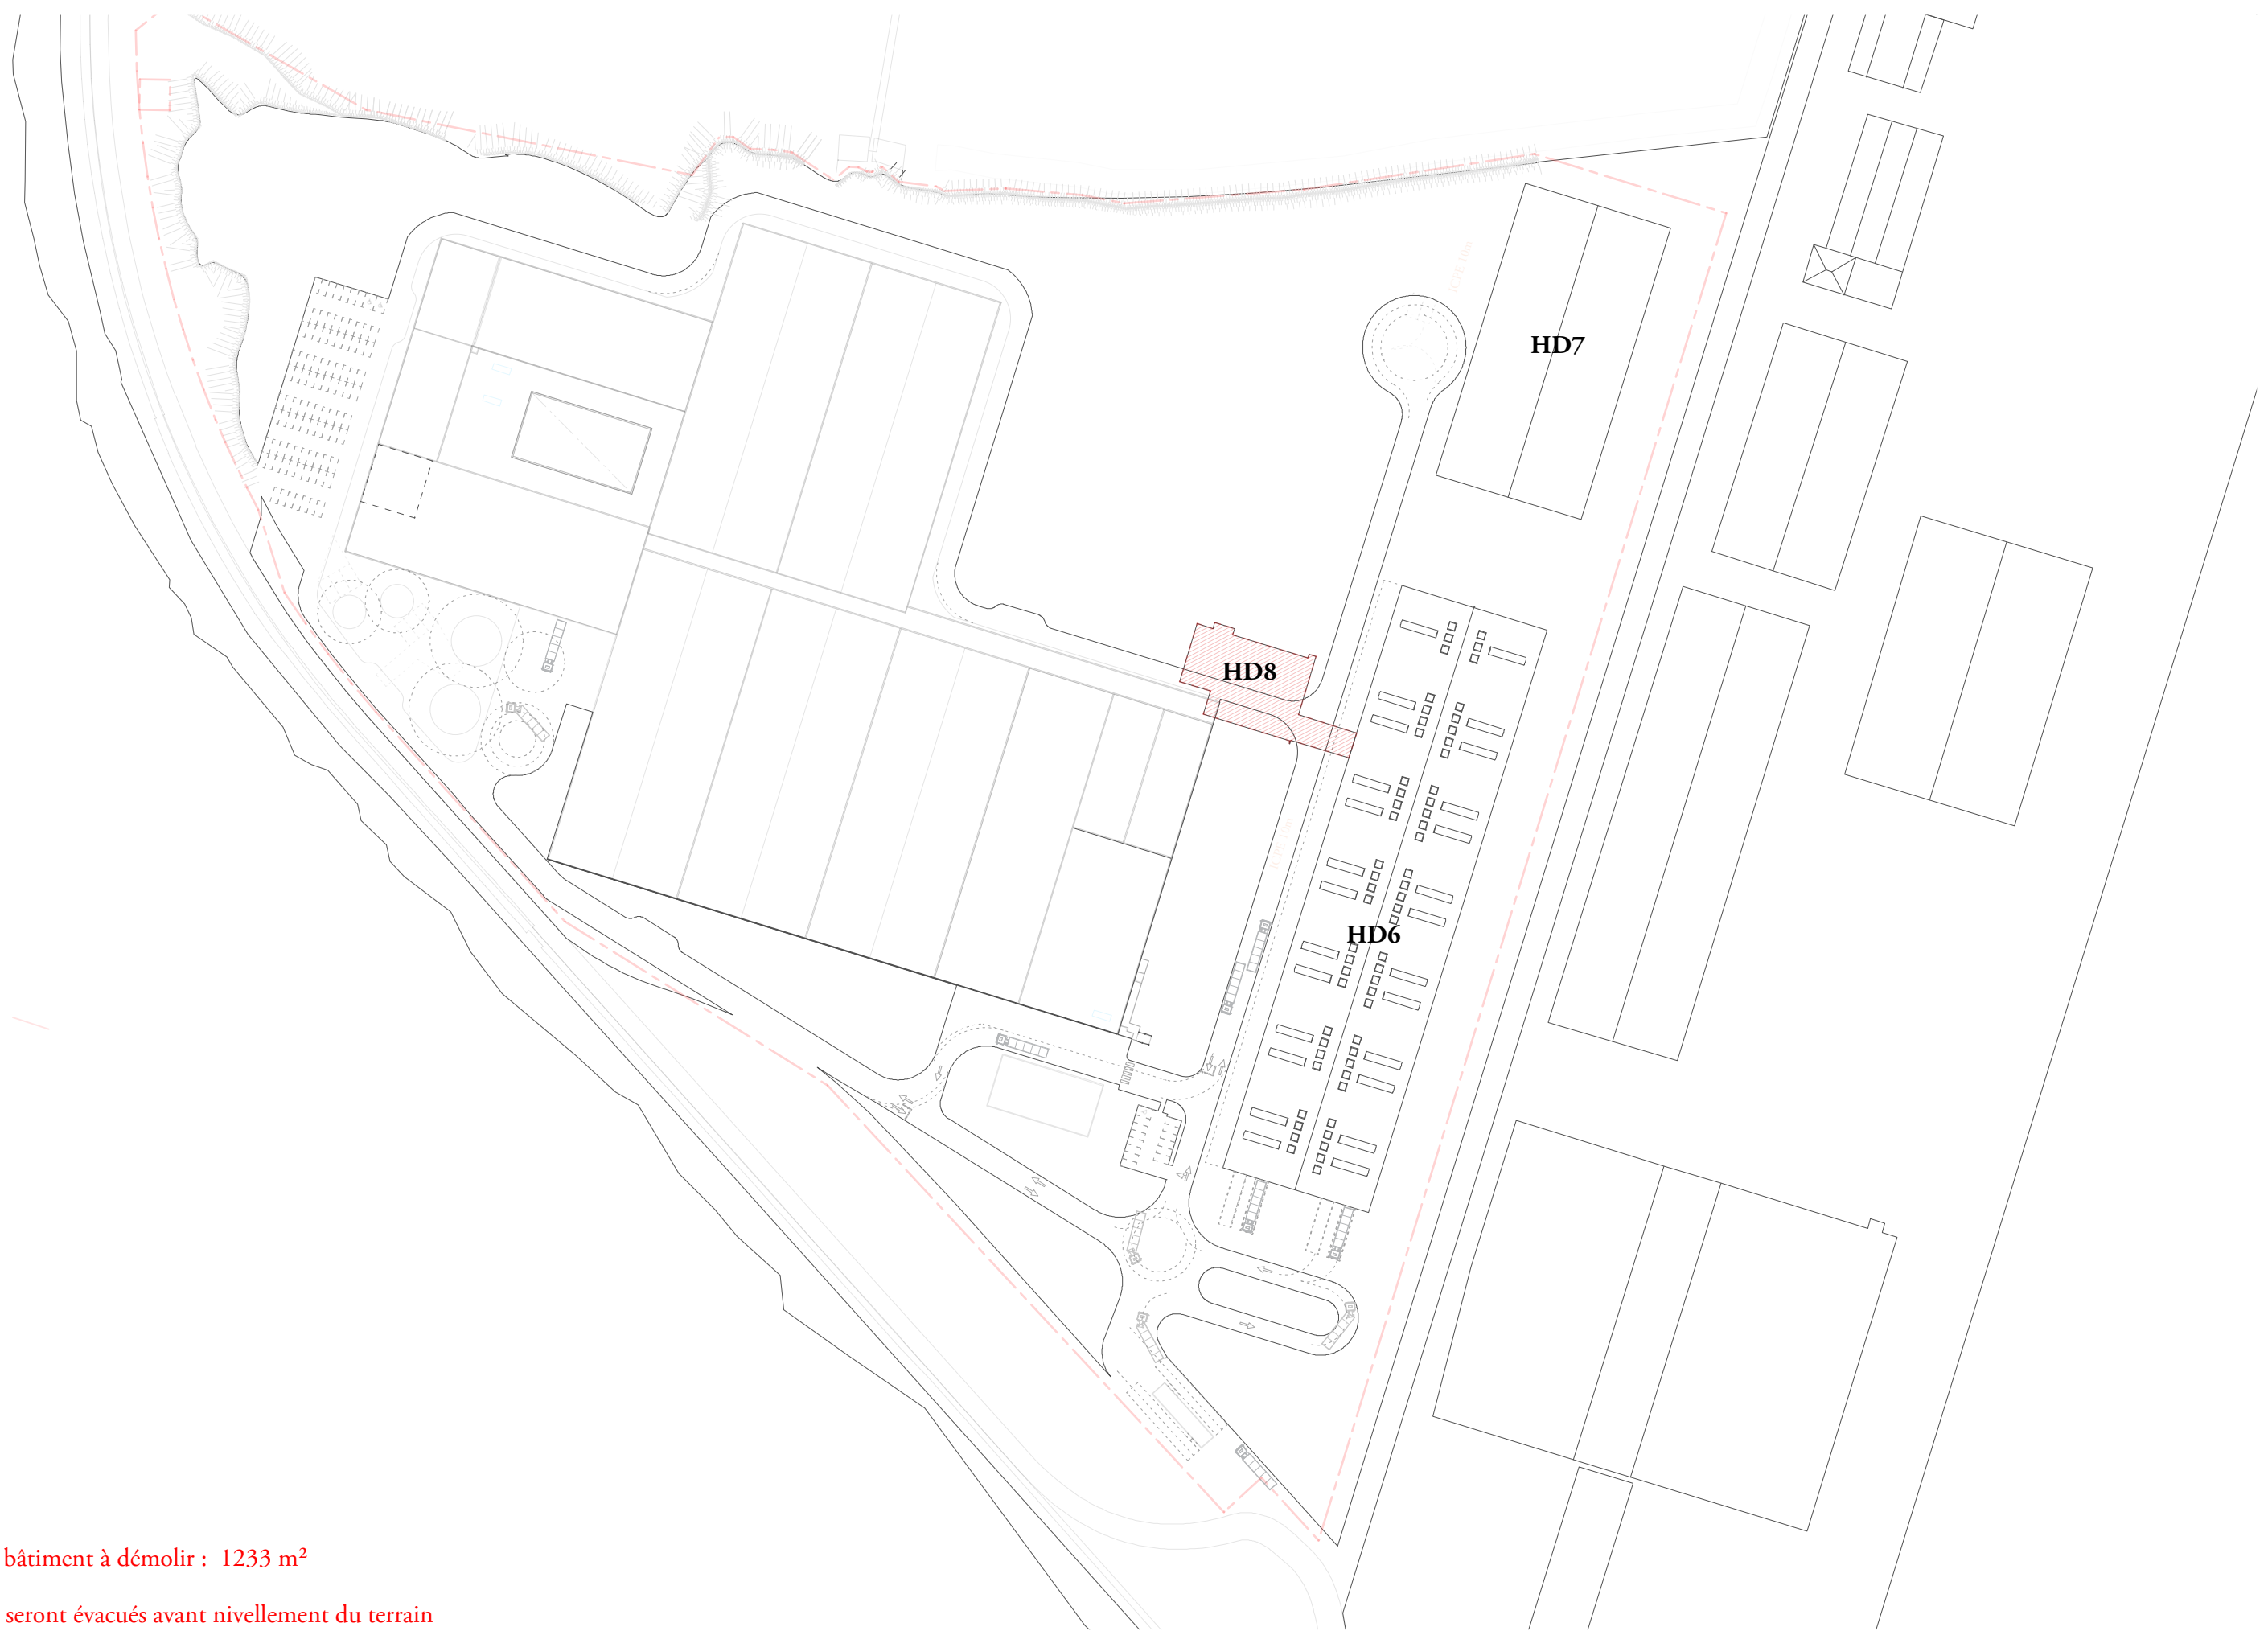 HD7
HD8
HD6
bâtiment à démolir : 1233 m²
seront évacués avant nivellement du terrain